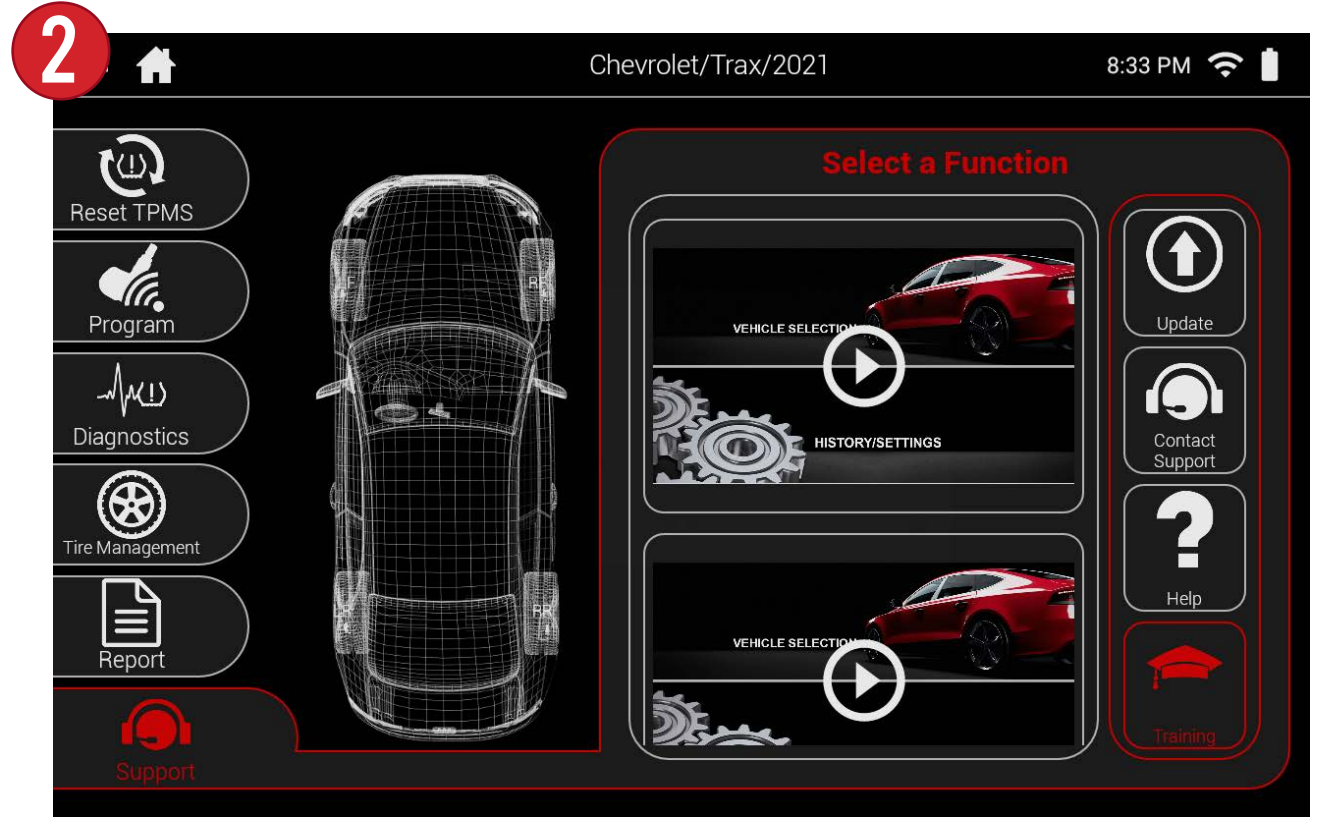 2
Chevrolet/Trax/2021
8:33 PM
Reset TPMS
Program
Diagnostics
Tire Management
Report
Support
RR
Select a Function
VEHICLE SELECTION
HISTORY/SETTINGS
VEHICLE SELECTION
Update
Contact
Support
Help
Training